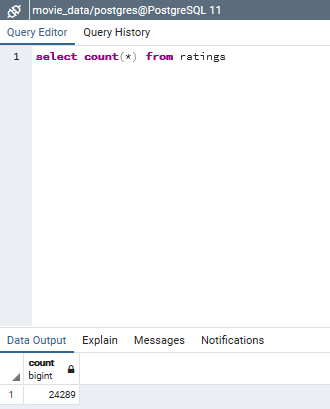 movie_data/postgres@PostgreSQL 11
Query Editor Query History
1 select count(*) from ratings
Data Output Explain Messages Notifications
count
bigint
1 24289